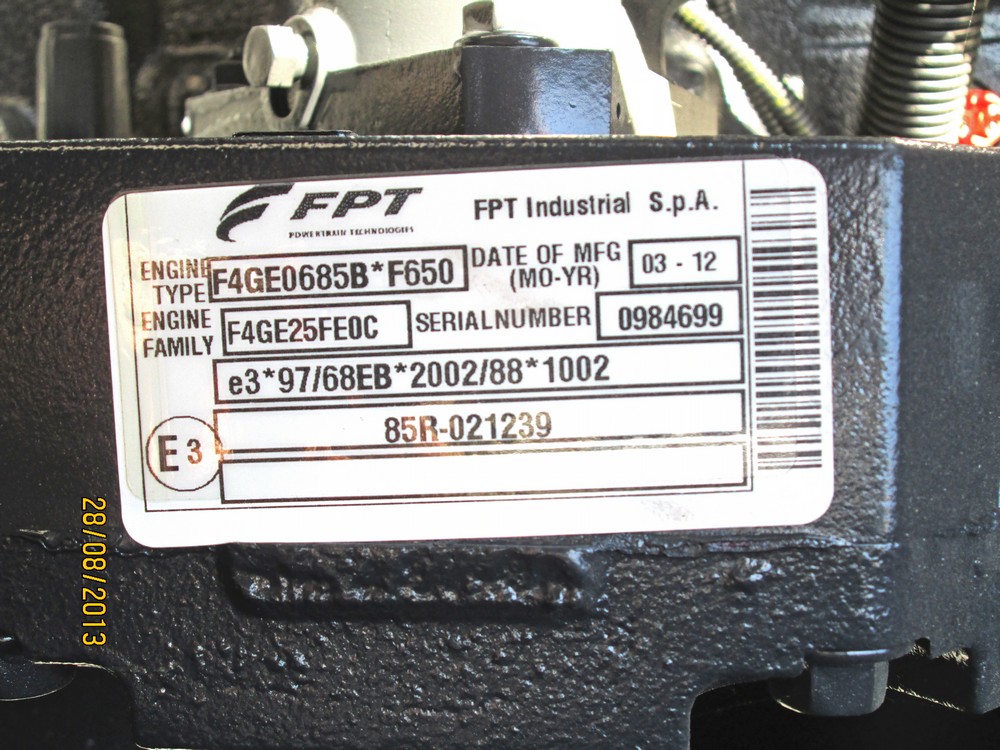 FPT
POWERTRAIN TECHNOLOGIES
FPT Industrial S.p.A.
ENGINE TYPE F4GE0685B*F650
DATE OF MFG (MO-YR) 03 - 12
ENGINE FAMILY F4GE25FE0C
SERIALNUMBER 0984699
e3*97/68EB*2002/88*1002
85R-021239
E3
28/08/2013